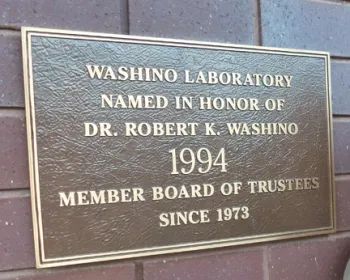 WASHINO LABORATORY
NAMED IN HONOR OF
DR. ROBERT K. WASHINO
1994
MEMBER BOARD OF TRUSTEES
SINCE 1973